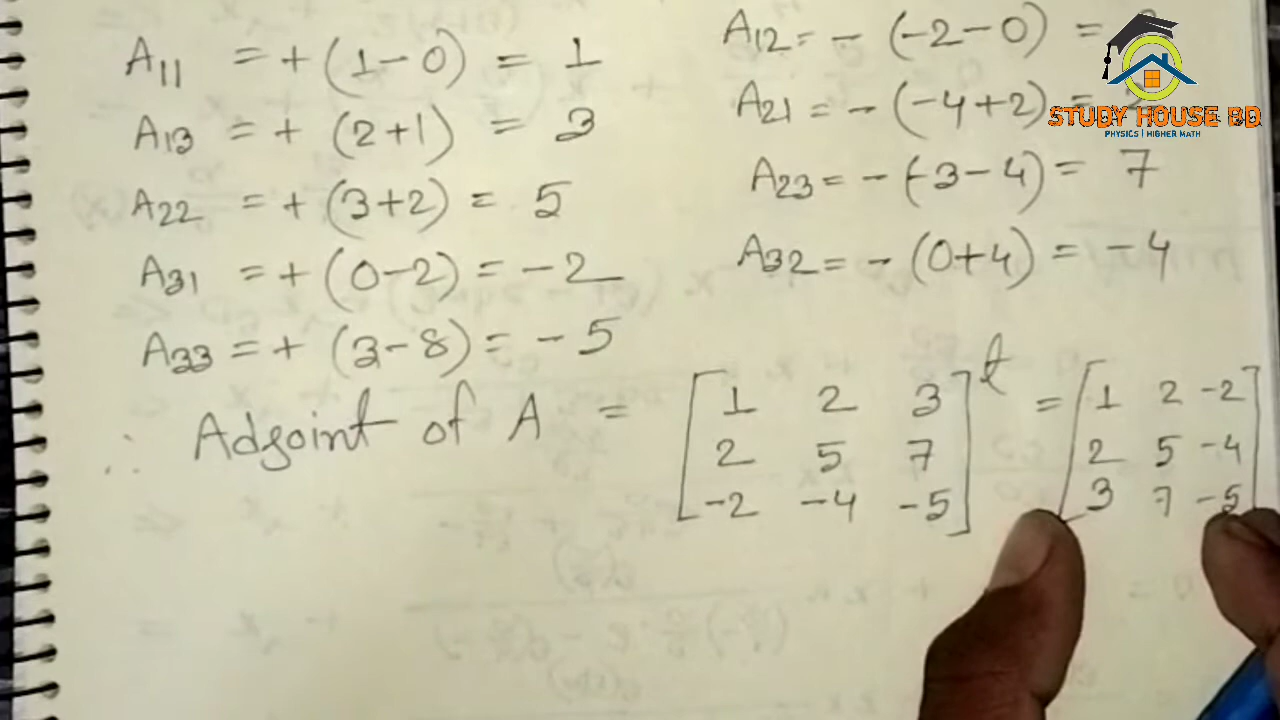 A11 = + (1-0) = 1
A12 = - (-2-0) =
A13 = + (2+1) = 3
A21 = - (-4+2) = 2
STUDY HOUSE BD
PHYSICS | HIGHER MATH
A22 = + (3+2) = 5
A23 = - (-3-4) = 7
A31 = + (0-2) = -2
A32 = - (0+4) = -4
A33 = + (3-8) = -5
∴ Adjoint of A = [1 2 3]t = [1 2 -2]
[2 5 7] [2 5 -4]
[-2 -4 -5] [3 7 -5]